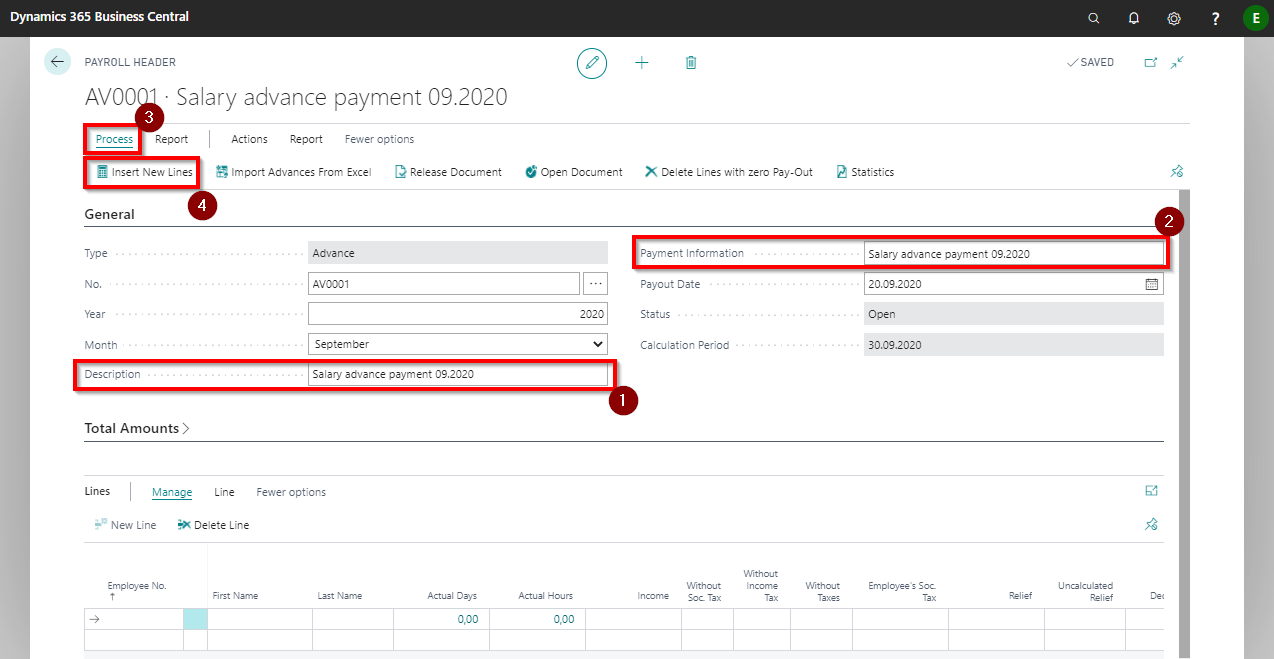 Dynamics 365 Business Central
?
E
PAYROLL HEADER
SAVED
AV0001 · Salary advance payment 09.2020
3
Process Report Actions Report Fewer options
Insert New Lines Import Advances From Excel Release Document Open Document Delete Lines with zero Pay-Out Statistics
4
General
2
Type Advance
Payment Information Salary advance payment 09.2020
No. AV0001 ...
Payout Date 20.09.2020
Year 2020
Status Open
Month September
Calculation Period 30.09.2020
Description Salary advance payment 09.2020
1
Total Amounts
Lines Manage Line Fewer options
New Line Delete Line
Employee No. ↑ First Name Last Name Actual Days Actual Hours Income Without Soc. Tax Without Income Tax Without Taxes Employee's Soc. Tax Relief Uncalculated Relief Dec
0,00 0,00